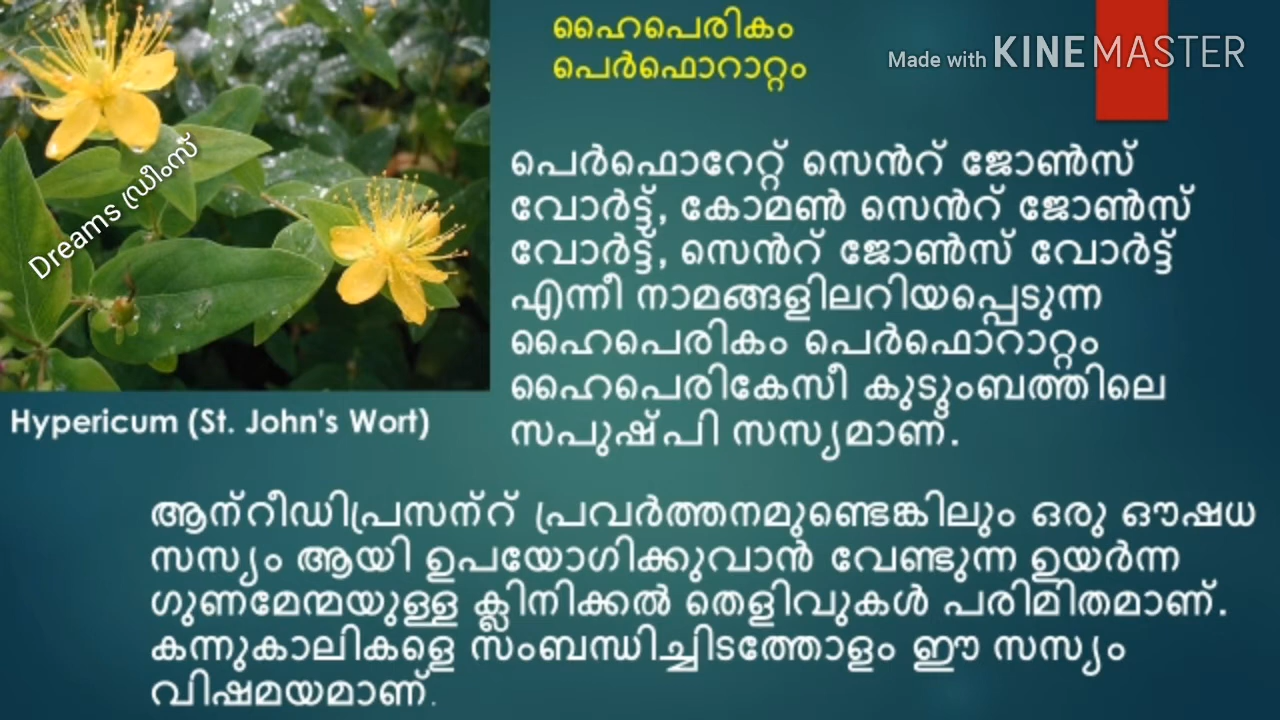 ഹൈപെരികം
പെർഫൊറാറ്റം
Made with KINEMASTER
Dreams ഡ്രീംസ്
പെർഫൊറേറ്റ് സെൻറ് ജോൺസ്
വോർട്ട്, കോമൺ സെൻറ് ജോൺസ്
വോർട്ട്, സെൻറ് ജോൺസ് വോർട്ട്
എന്നീ നാമങ്ങളിലറിയപ്പെടുന്ന
ഹൈപെരികം പെർഫൊറാറ്റം
ഹൈപെരികേസീ കുടുംബത്തിലെ
സപുഷ്പി സസ്യമാണ്.
Hypericum (St. John's Wort)
ആന്റീഡിപ്രസന്റ് പ്രവർത്തനമുണ്ടെങ്കിലും ഒരു ഔഷധ
സസ്യം ആയി ഉപയോഗിക്കുവാൻ വേണ്ടുന്ന ഉയർന്ന
ഗുണമേന്മയുള്ള ക്ലിനിക്കൽ തെളിവുകൾ പരിമിതമാണ്.
കന്നുകാലികളെ സംബന്ധിച്ചിടത്തോളം ഈ സസ്യം
വിഷമയമാണ്.